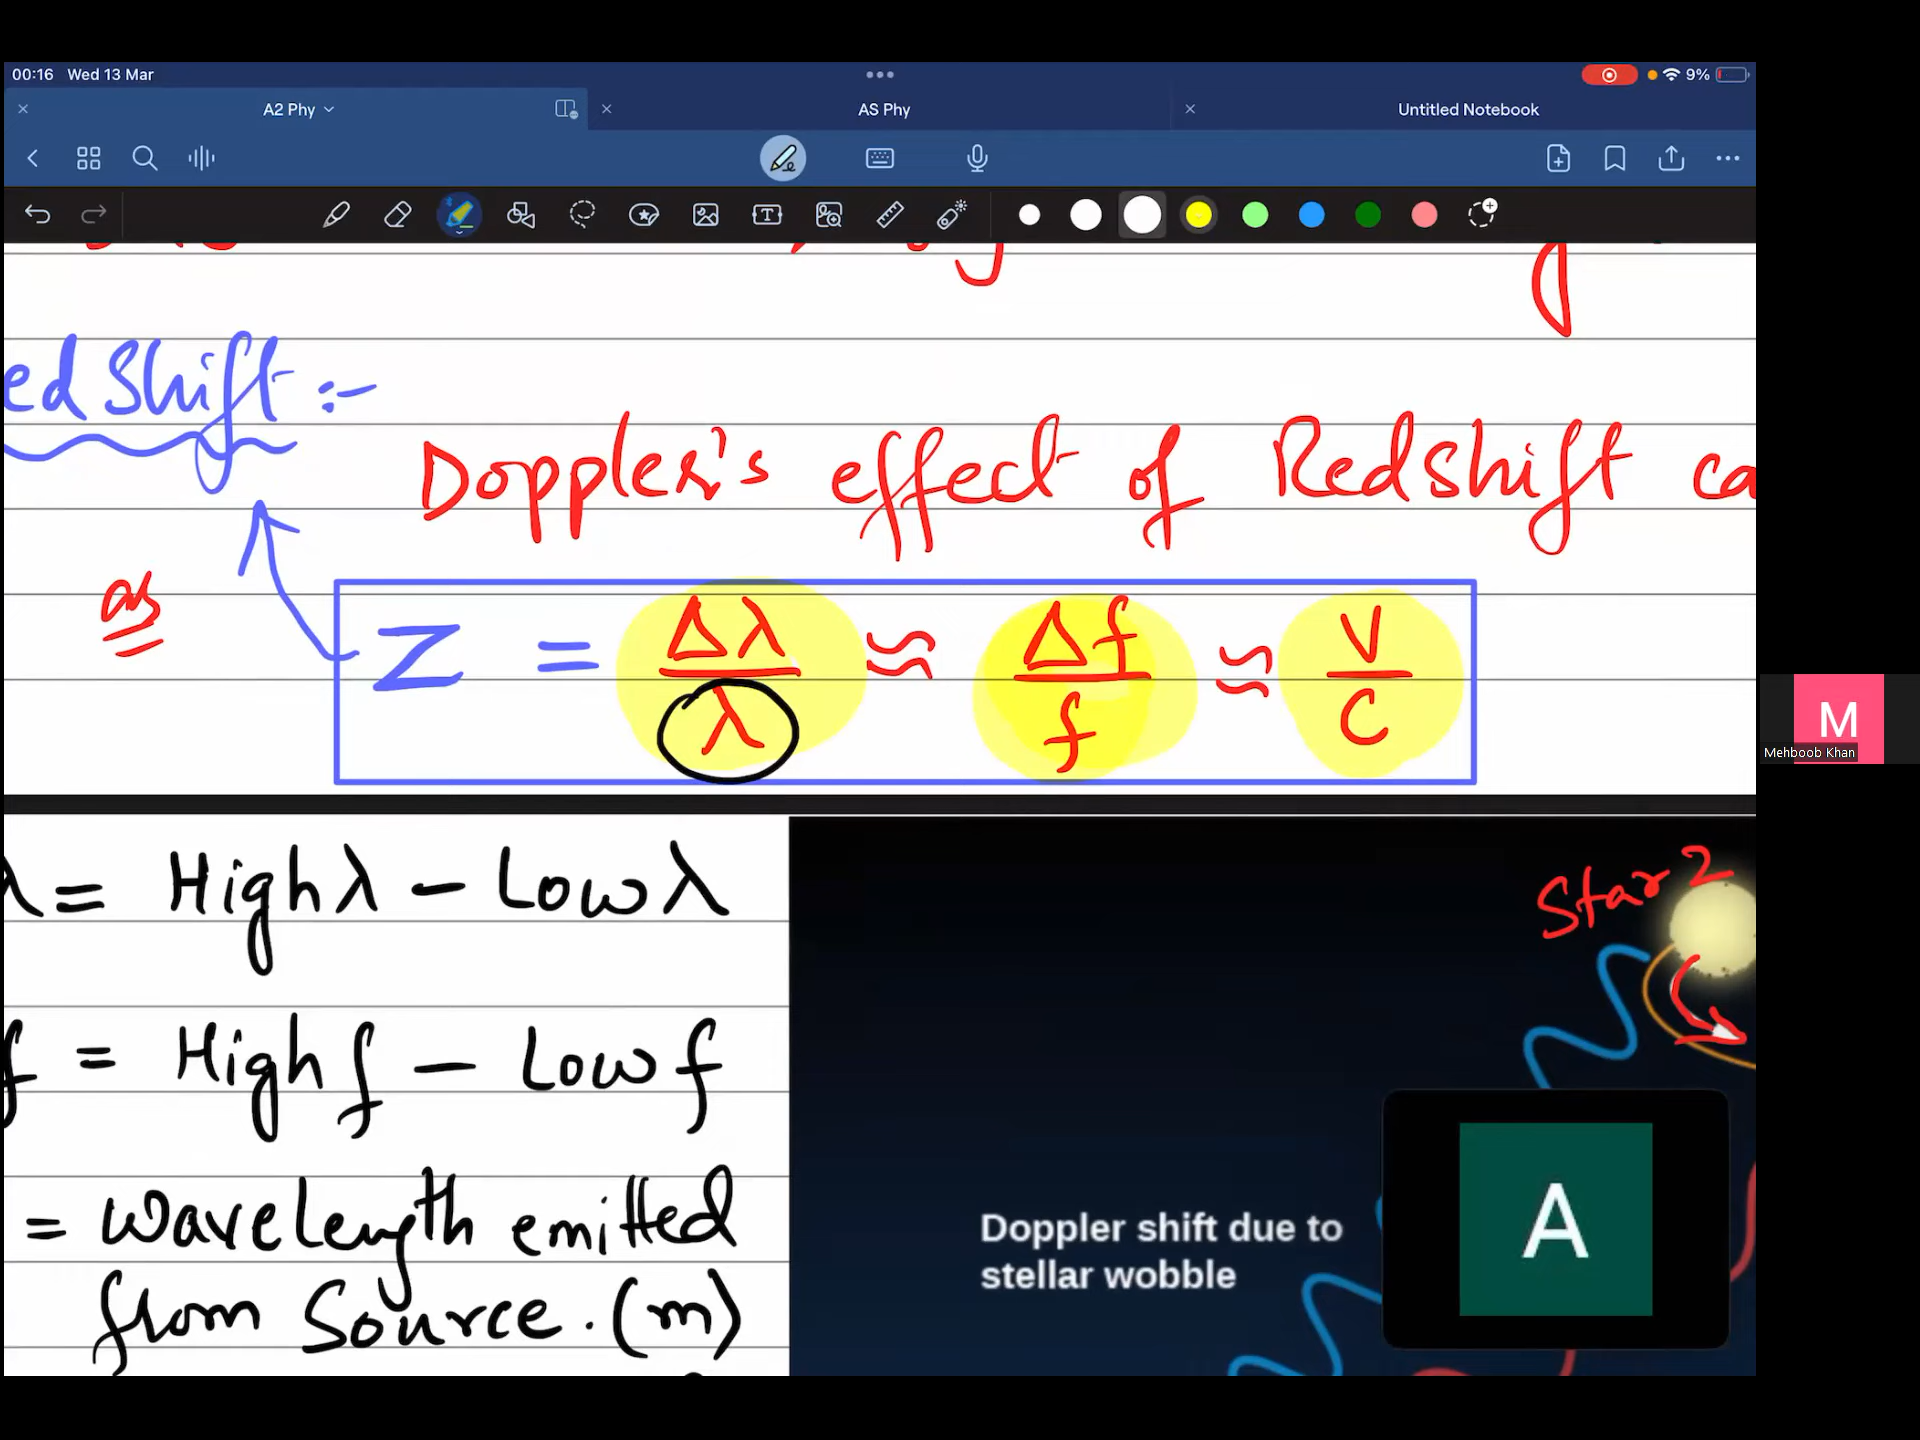 00:16 Wed 13 Mar
9%
A2 Phy
AS Phy
Untitled Notebook
ed Shift :-
Doppler's effect of Redshift ca
as
Z = Δλ/λ ≈ Δf/f ≈ V/C
λ = High λ - Low λ
Star 2
f = High f - Low f
= Wavelength emitted
from Source. (m)
Doppler shift due to
stellar wobble
A
M
Mehboob Khan